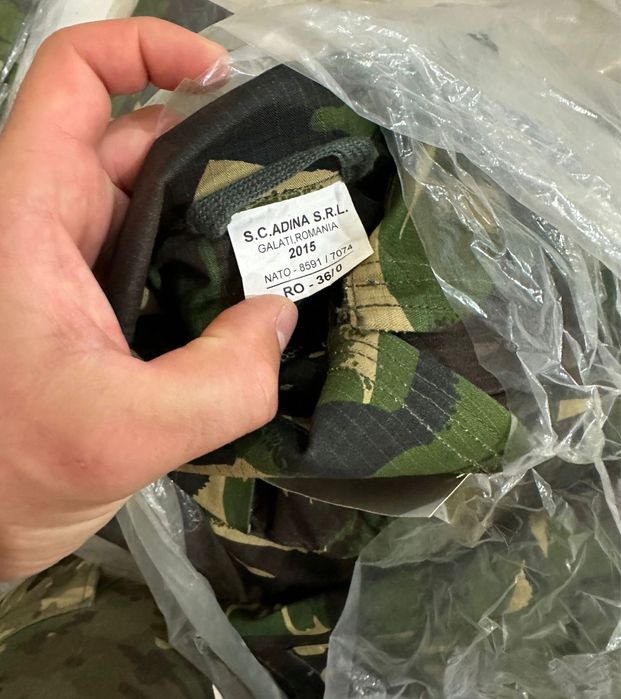 S.C.ADINA S.R.L.
GALATI,ROMANIA
2015
NATO - 8591 / 7074
RO - 36/0